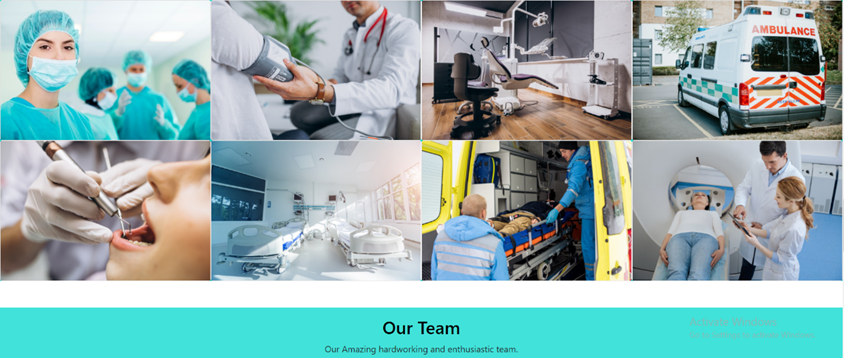 AMBULANCE
Our Team
Our Amazing hardworking and enthusiastic team.
Activate Windows